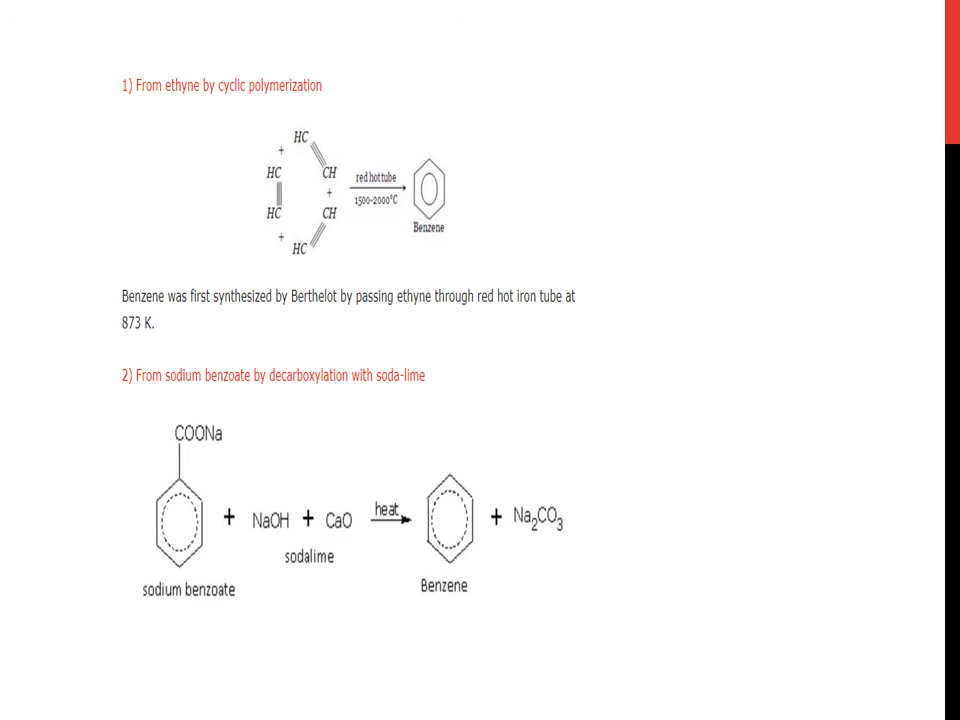 1) From ethyne by cyclic polymerization
HC
+
HC
CH
red hot tube
+
1500-2000°C
HC
CH
Benzene
+
HC
Benzene was first synthesized by Berthelot by passing ethyne through red hot iron tube at
873 K.
2) From sodium benzoate by decarboxylation with soda-lime
COONa
+ NaOH + CaO heat + Na₂CO₃
sodalime
sodium benzoate
Benzene